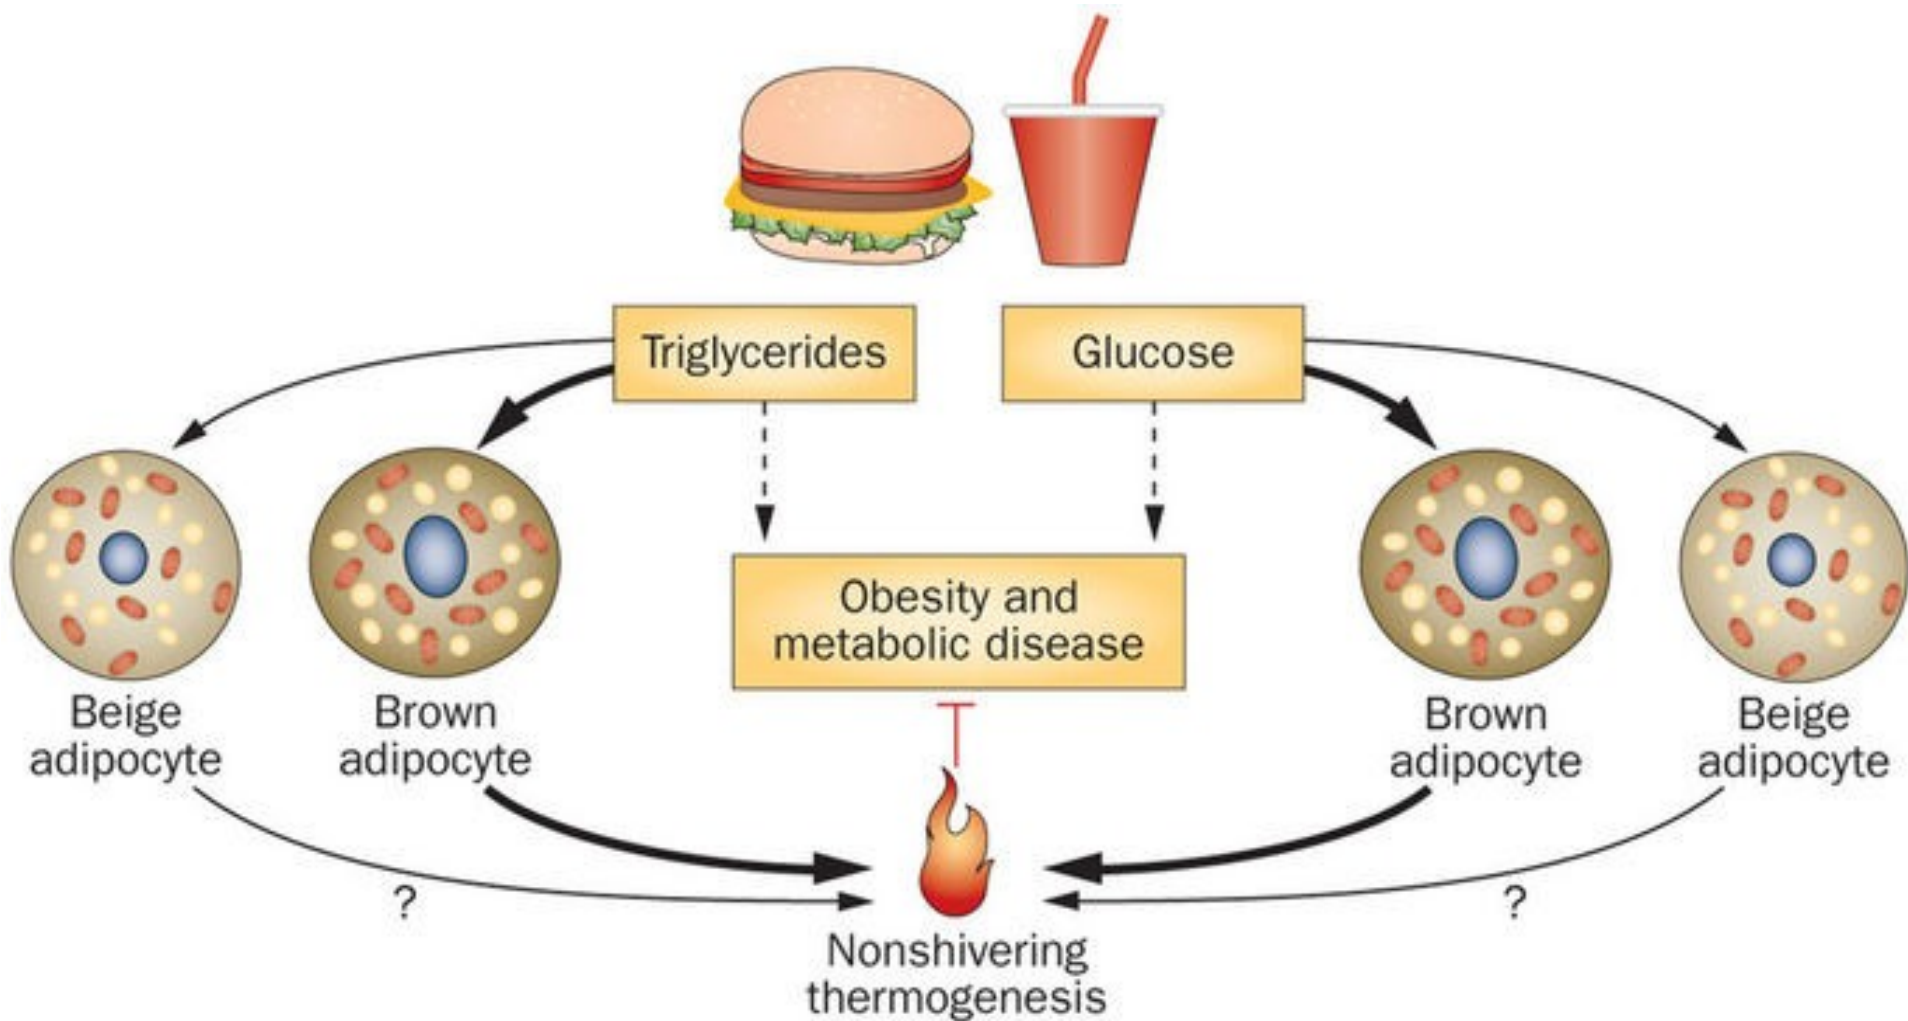 Triglycerides
Glucose
Obesity and
metabolic disease
Beige
adipocyte
Brown
adipocyte
Brown
adipocyte
Beige
adipocyte
?
?
Nonshivering
thermogenesis